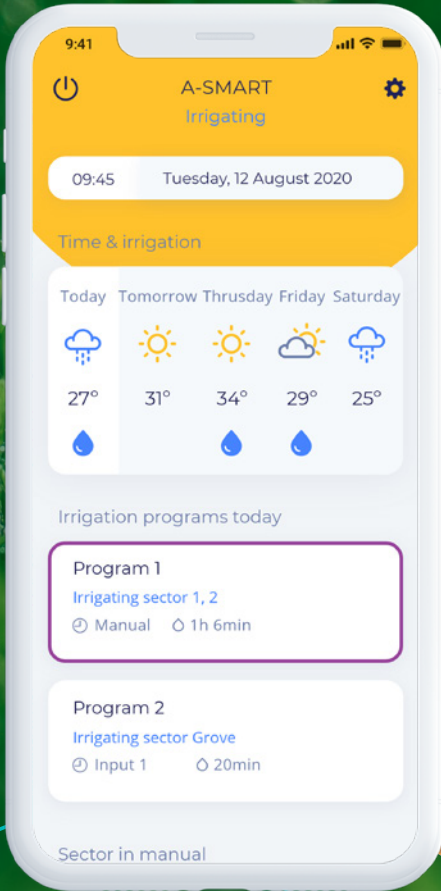 9:41
A-SMART
Irrigating
09:45 Tuesday, 12 August 2020
Time & irrigation
Today Tomorrow Thrusday Friday Saturday
27° 31° 34° 29° 25°
Irrigation programs today
Program 1
Irrigating sector 1, 2
Manual 1h 6min
Program 2
Irrigating sector Grove
Input 1 20min
Sector in manual